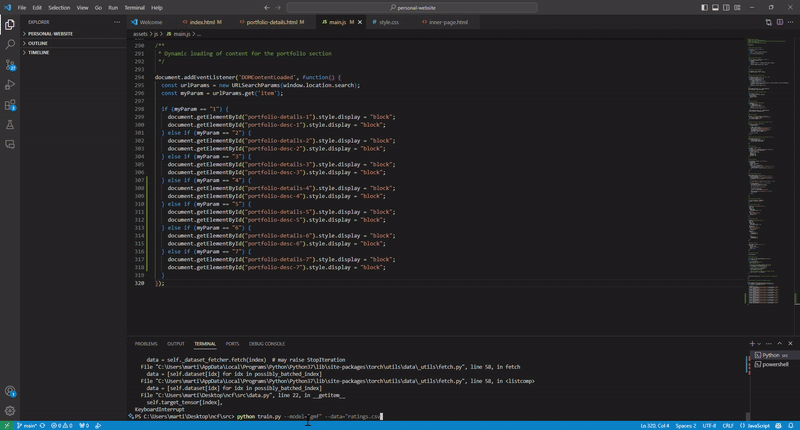 File Edit Selection View Go Run ...
personal-website
EXPLORER
PERSONAL-WEBSITE
OUTLINE
TIMELINE
Welcome
index.html M
portfolio-details.html M
main.js M
style.css
inner-page.html
assets > js > main.js > ...
290 /**
291 * Dynamic loading of content for the portfolio section
292 */
293
294 document.addEventListener('DOMContentLoaded', function() {
295 const urlParams = new URLSearchParams(window.location.search);
296 const myParam = urlParams.get('item');
297
298 if (myParam == "1") {
299 document.getElementById("portfolio-details-1").style.display = "block";
300 document.getElementById("portfolio-desc-1").style.display = "block";
301 } else if (myParam == "2") {
302 document.getElementById("portfolio-details-2").style.display = "block";
303 document.getElementById("portfolio-desc-2").style.display = "block";
304 } else if (myParam == "3") {
305 document.getElementById("portfolio-details-3").style.display = "block";
306 document.getElementById("portfolio-desc-3").style.display = "block";
307 } else if (myParam == "4") {
308 document.getElementById("portfolio-details-4").style.display = "block";
309 document.getElementById("portfolio-desc-4").style.display = "block";
310 } else if (myParam == "5") {
311 document.getElementById("portfolio-details-5").style.display = "block";
312 document.getElementById("portfolio-desc-5").style.display = "block";
313 } else if (myParam == "6") {
314 document.getElementById("portfolio-details-6").style.display = "block";
315 document.getElementById("portfolio-desc-6").style.display = "block";
316 } else if (myParam == "7") {
317 document.getElementById("portfolio-details-7").style.display = "block";
318 document.getElementById("portfolio-desc-7").style.display = "block";
319 }
320 });
PROBLEMS OUTPUT TERMINAL PORTS DEBUG CONSOLE
data = self._dataset_fetcher.fetch(index) # may raise StopIteration
File "C:\Users\marti\AppData\Local\Programs\Python\Python37\lib\site-packages\torch\utils\data\_utils\fetch.py", line 58, in fetch
data = [self.dataset[idx] for idx in possibly_batched_index]
File "C:\Users\marti\AppData\Local\Programs\Python\Python37\lib\site-packages\torch\utils\data\_utils\fetch.py", line 58, in <listcomp>
data = [self.dataset[idx] for idx in possibly_batched_index]
File "C:\Users\marti\Desktop\ncf\src\data.py", line 22, in __getitem__
self.target_tensor[index],
KeyboardInterrupt
PS C:\Users\marti\Desktop\ncf\src> python train.py --model="gmf" --data="ratings.csv
Python src
powershell
main*
Ln 320, Col 4 Spaces: 2 UTF-8 CRLF JavaScript